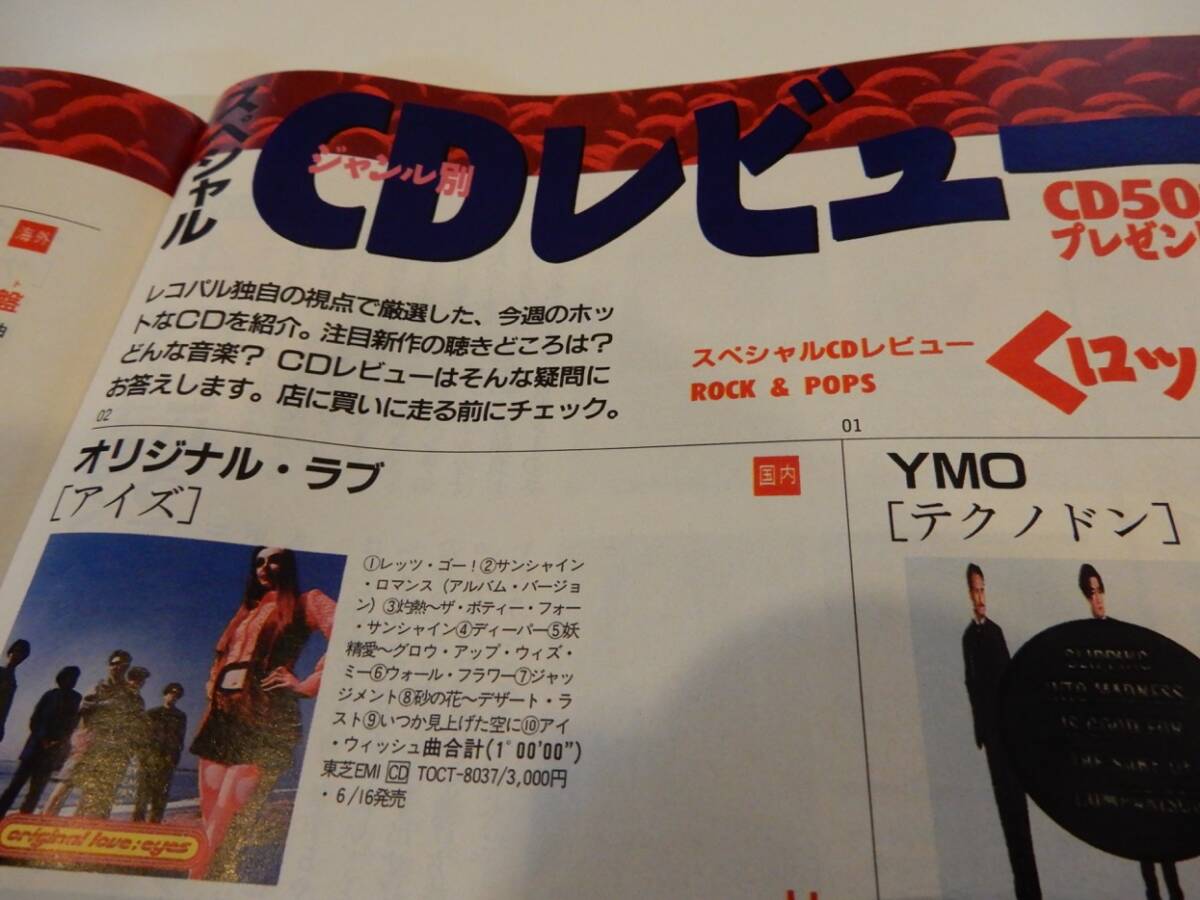 海外
盤
スペシャル
CDレビュー
ジャンル別
CD50
プレゼン
レコパル独自の視点で厳選した、今週のホッ
トなCDを紹介。注目新作の聴きどころは?
どんな音楽? CDレビューはそんな疑問に
お答えします。店に買いに走る前にチェック。
スペシャルCDレビュー
ROCK & POPS
くロッ
02
オリジナル・ラブ
[アイズ]
国内
①レッツ・ゴー!②サンシャイン
・ロマンス(アルバム・バージョ
ン)③灼熱〜ザ・ボディー・フォー
・サンシャイン④ディーパー⑤妖
精愛〜グロウ・アップ・ウィズ・
ミー⑥ウォール・フラワー⑦ジャッ
ジメント⑧砂の花〜デザート・ラ
スト⑨いつか見上げた空に⑩アイ
・ウィッシュ曲合計(1°00'00")
東芝EMI CD TOCT-8037/3,000円
・6/16発売
original love:eyes
01
YMO
[テクノドン]
SLIPPING
INTO MADNESS
IS GOOD FOR
THE SAKE OF